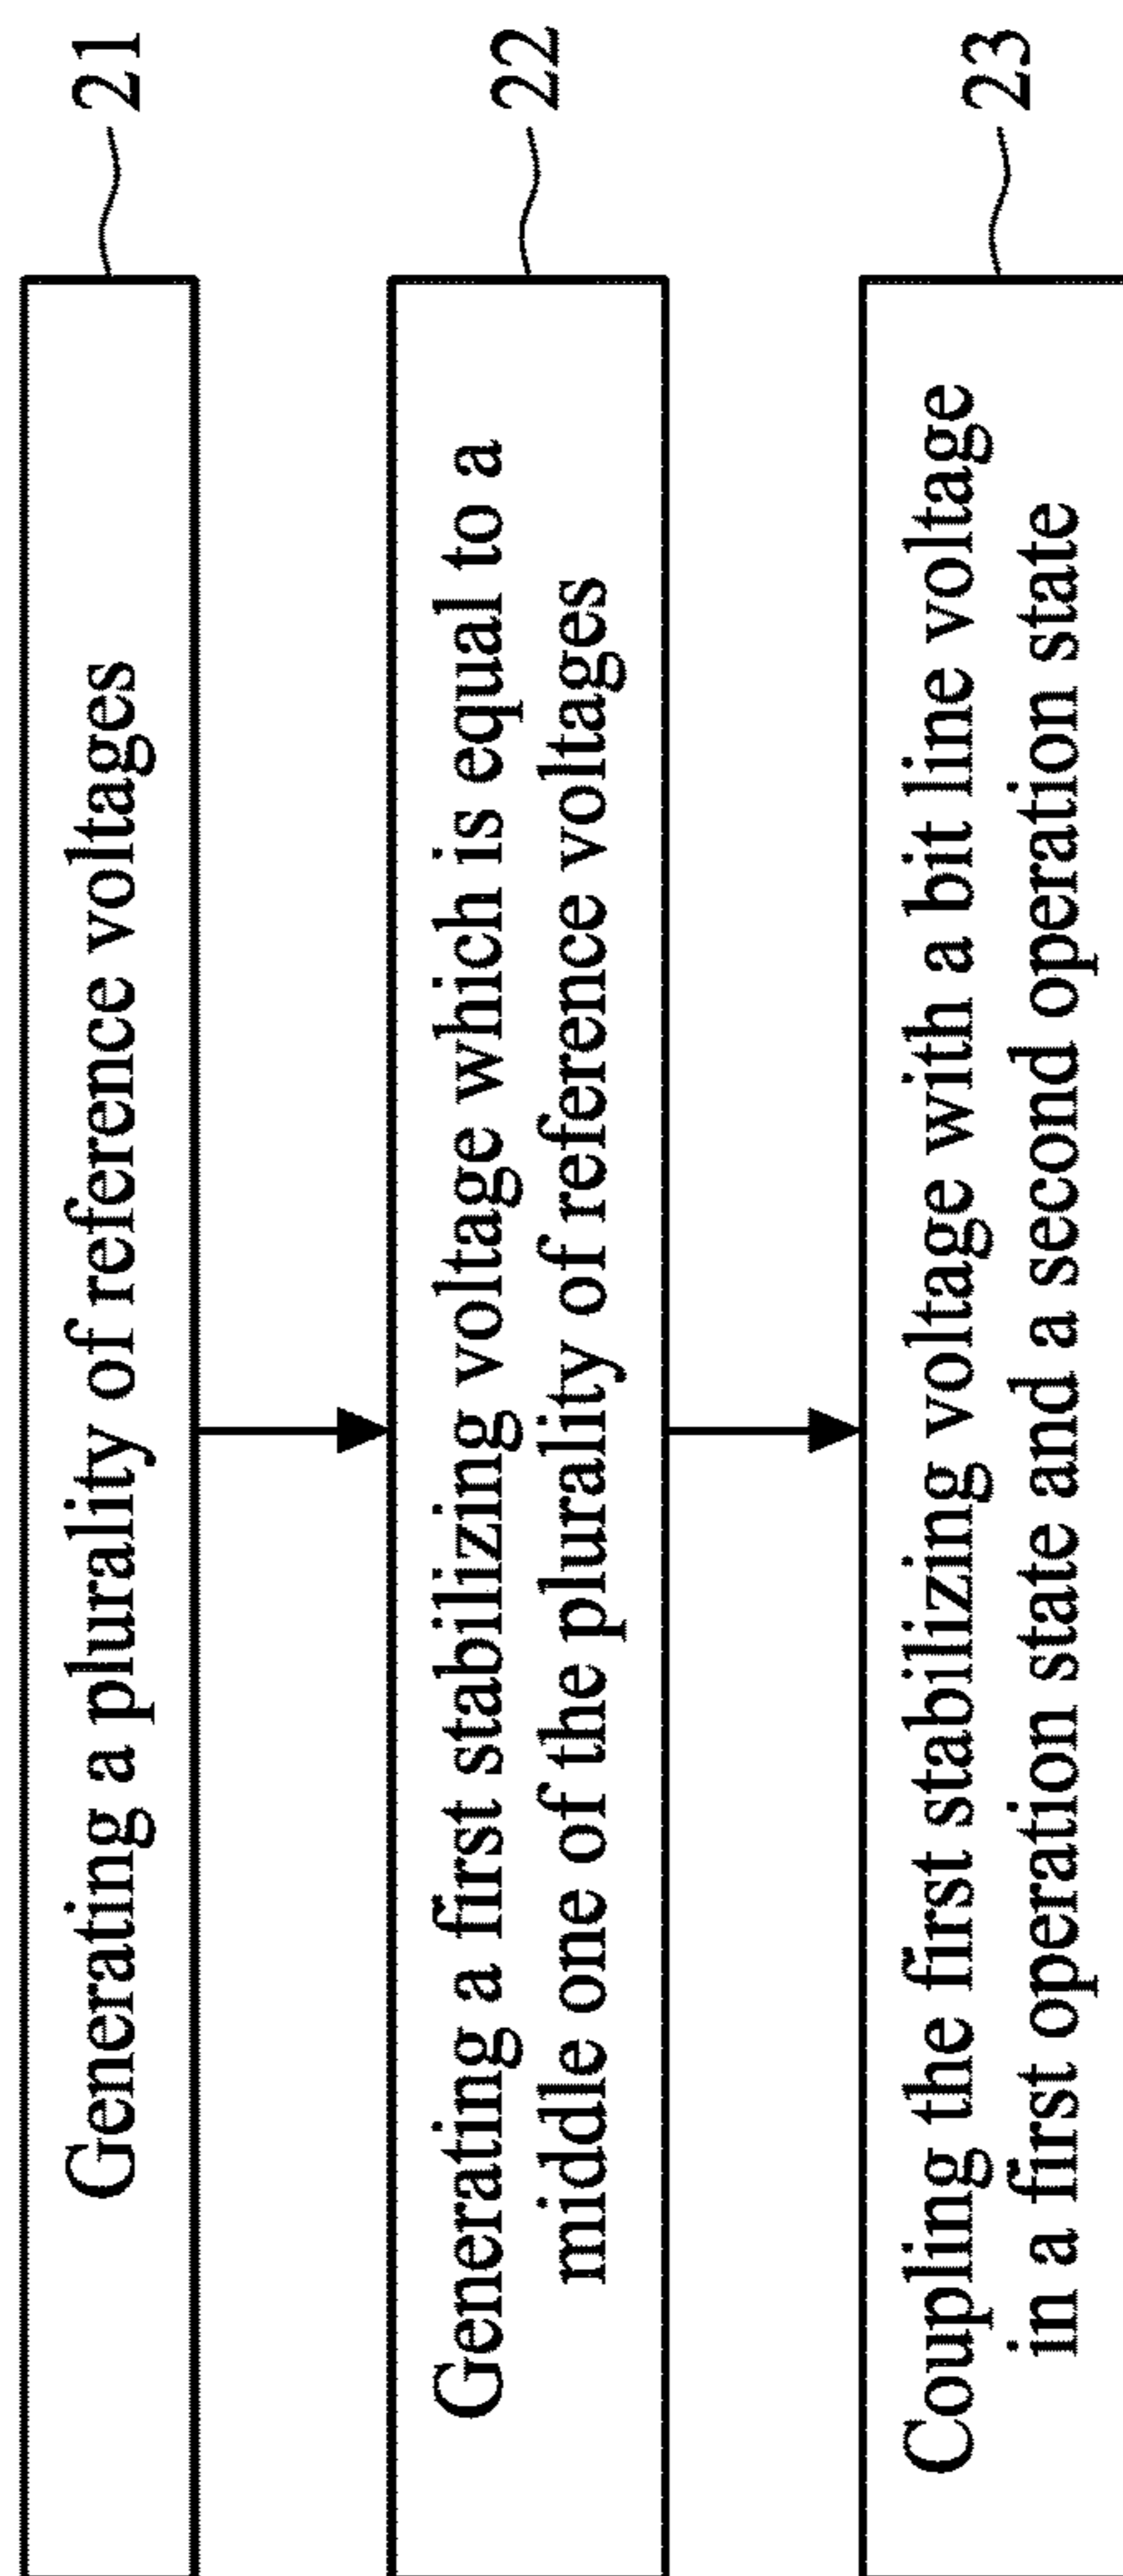 Generating a plurality of reference voltages
21
Generating a first stabilizing voltage which is equal to a
middle one of the plurality of reference voltages
22
Coupling the first stabilizing voltage with a bit line voltage
in a first operation state and a second operation state
23